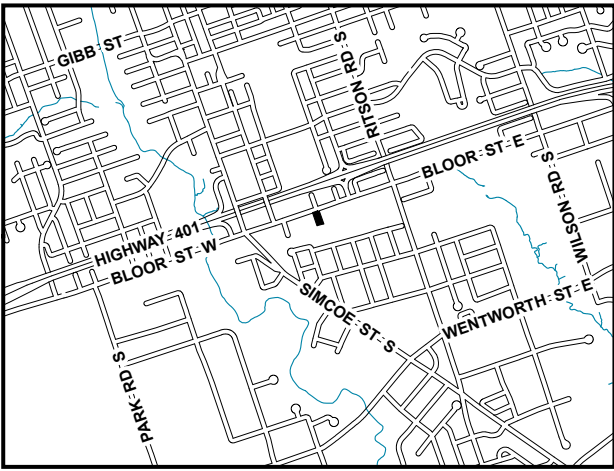 GIBB ST
RITSON RD S
BLOOR ST E
WILSON RD S
HIGHWAY 401
BLOOR ST W
SIMCOE ST S
WENTWORTH ST E
PARK RD S